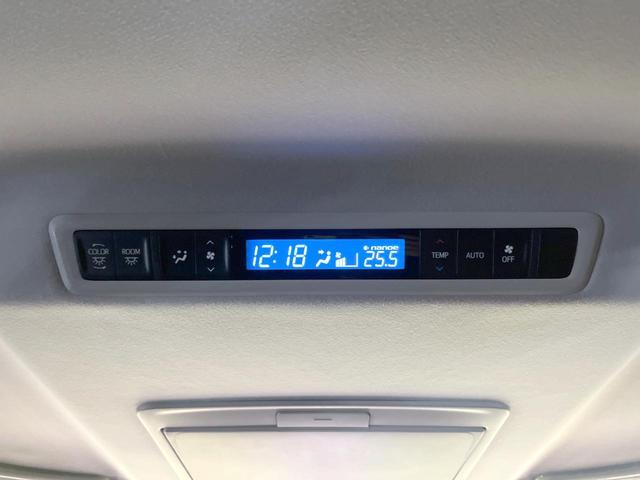 COLOR
ROOM
12:18
nanoe
25.5
TEMP
AUTO
OFF